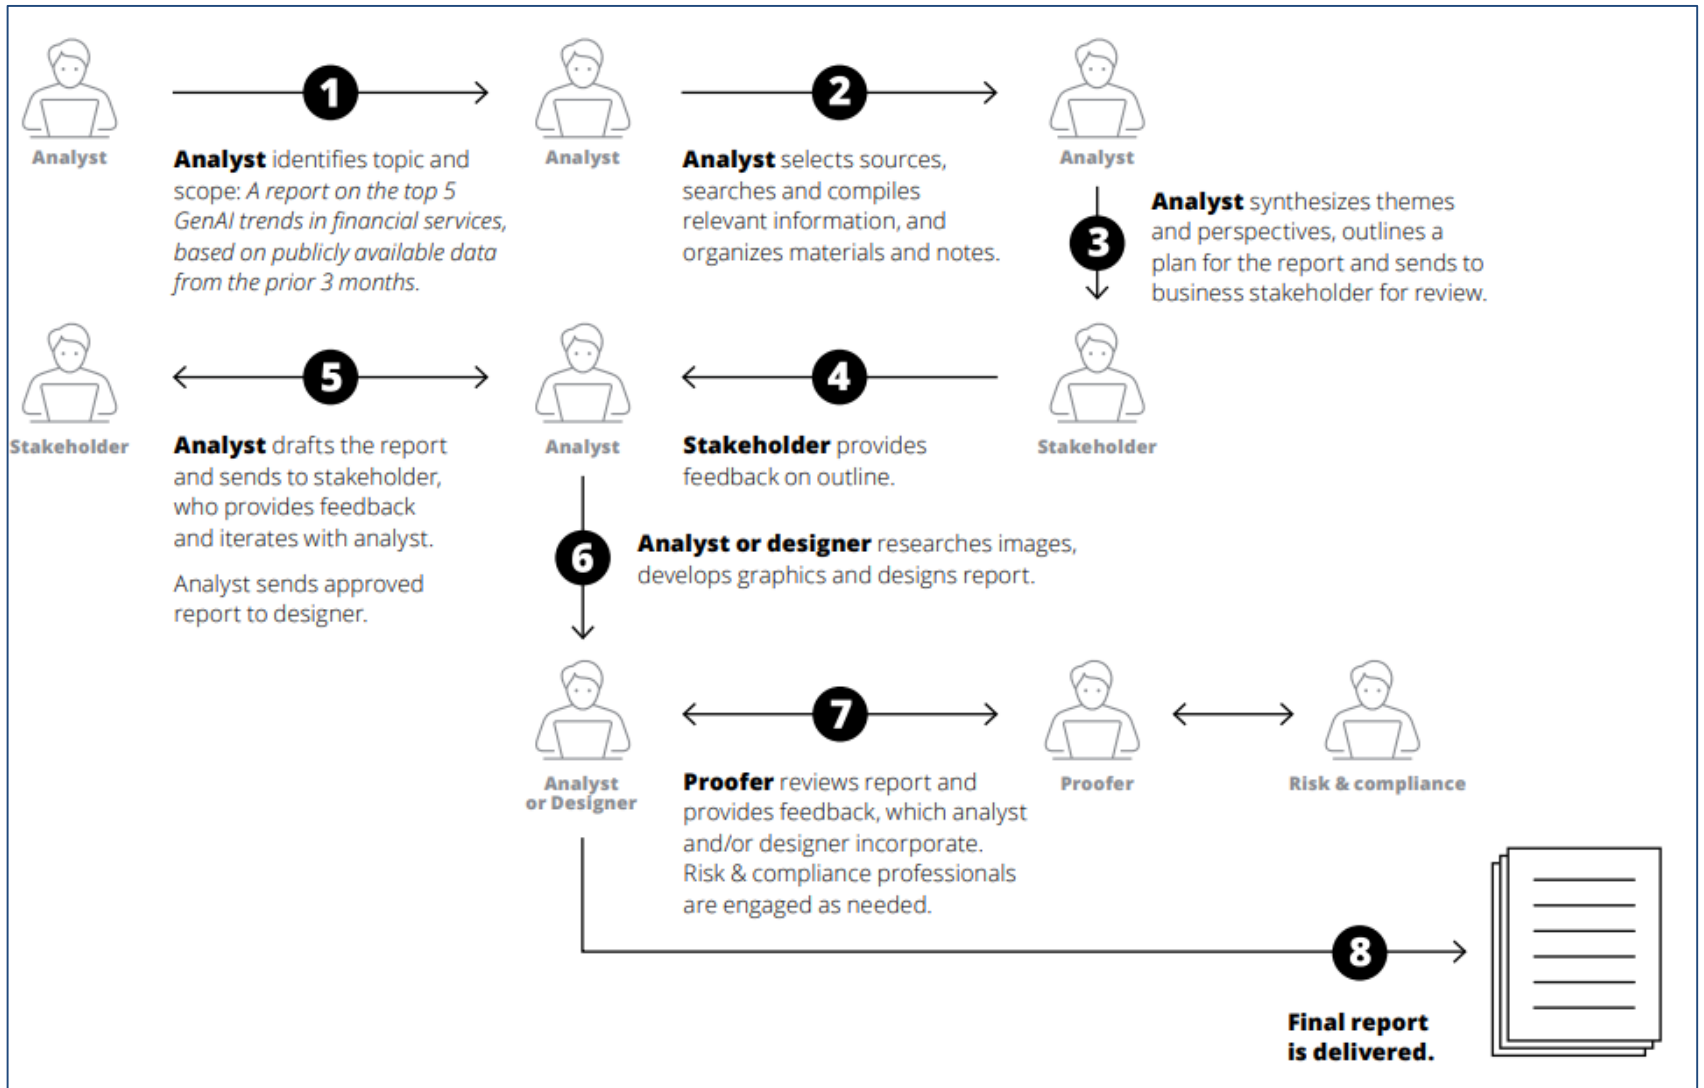 1
2
Analyst
Analyst
Analyst
Analyst identifies topic and
scope: A report on the top 5
GenAI trends in financial services,
based on publicly available data
from the prior 3 months.
Analyst selects sources,
searches and compiles
relevant information, and
organizes materials and notes.
3
Analyst synthesizes themes
and perspectives, outlines a
plan for the report and sends to
business stakeholder for review.
5
4
Stakeholder
Analyst
Stakeholder
Analyst drafts the report
and sends to stakeholder,
who provides feedback
and iterates with analyst.
Analyst sends approved
report to designer.
Stakeholder provides
feedback on outline.
6
Analyst or designer researches images,
develops graphics and designs report.
7
Analyst
or Designer
Proofer
Risk & compliance
Proofer reviews report and
provides feedback, which analyst
and/or designer incorporate.
Risk & compliance professionals
are engaged as needed.
8
Final report
is delivered.